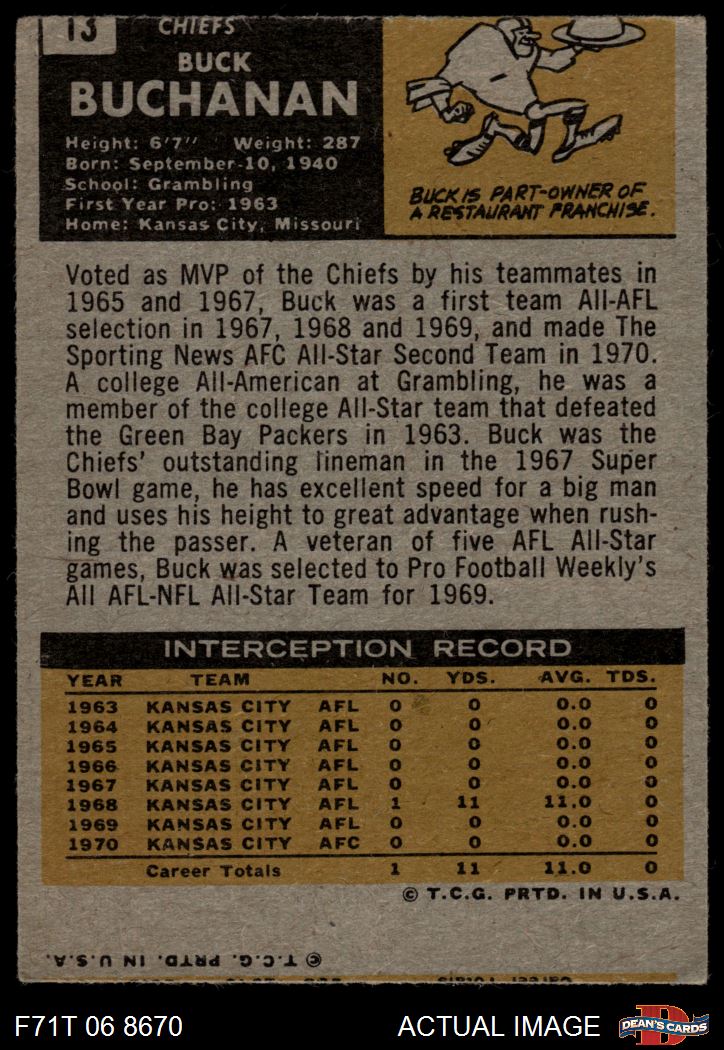 13
CHIEFS
BUCK
BUCHANAN
Height: 6'7" Weight: 287
Born: September 10, 1940
School: Grambling
First Year Pro: 1963
Home: Kansas City, Missouri
BUCK IS PART-OWNER OF
A RESTAURANT FRANCHISE.
Voted as MVP of the Chiefs by his teammates in
1965 and 1967, Buck was a first team All-AFL
selection in 1967, 1968 and 1969, and made The
Sporting News AFC All-Star Second Team in 1970.
A college All-American at Grambling, he was a
member of the college All-Star team that defeated
the Green Bay Packers in 1963. Buck was the
Chiefs' outstanding lineman in the 1967 Super
Bowl game, he has excellent speed for a big man
and uses his height to great advantage when rush-
ing the passer. A veteran of five AFL All-Star
games, Buck was selected to Pro Football Weekly's
All AFL-NFL All-Star Team for 1969.
INTERCEPTION RECORD
YEAR TEAM NO. YDS. AVG. TDS.
1963 KANSAS CITY AFL 0 0 0.0 0
1964 KANSAS CITY AFL 0 0 0.0 0
1965 KANSAS CITY AFL 0 0 0.0 0
1966 KANSAS CITY AFL 0 0 0.0 0
1967 KANSAS CITY AFL 0 0 0.0 0
1968 KANSAS CITY AFL 1 11 11.0 0
1969 KANSAS CITY AFL 0 0 0.0 0
1970 KANSAS CITY AFC 0 0 0.0 0
Career Totals 1 11 11.0 0
© T.C.G. PRTD. IN U.S.A.
© T.C.G. PRTD. IN U.S.A.
F71T 06 8670 ACTUAL IMAGE
DEAN'S CARDS